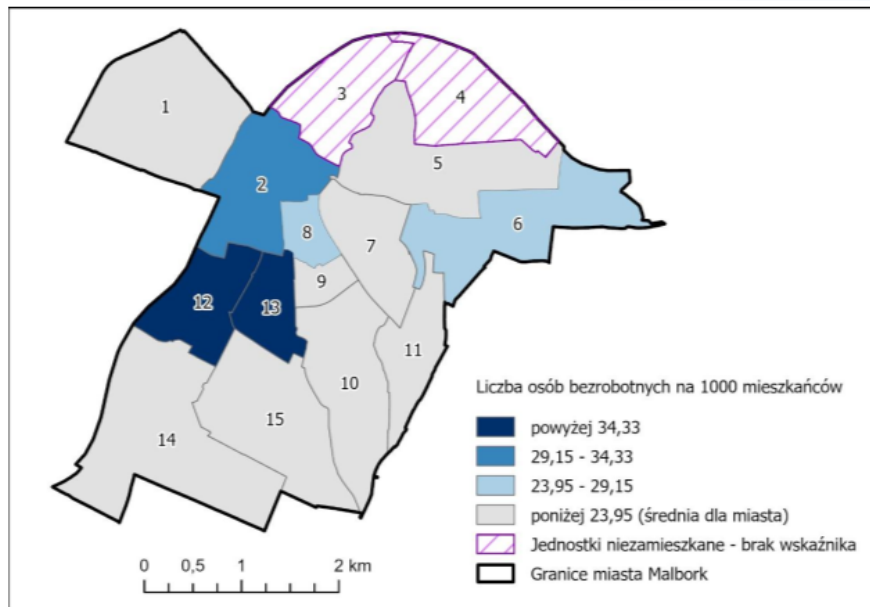 1
3
4
5
2
6
8
7
9
12
13
11
10
14
15
Liczba osób bezrobotnych na 1000 mieszkańców
powyżej 34,33
29,15 - 34,33
23,95 - 29,15
poniżej 23,95 (średnia dla miasta)
Jednostki niezamieszkane - brak wskaźnika
Granice miasta Malbork
0 0,5 1 2 km